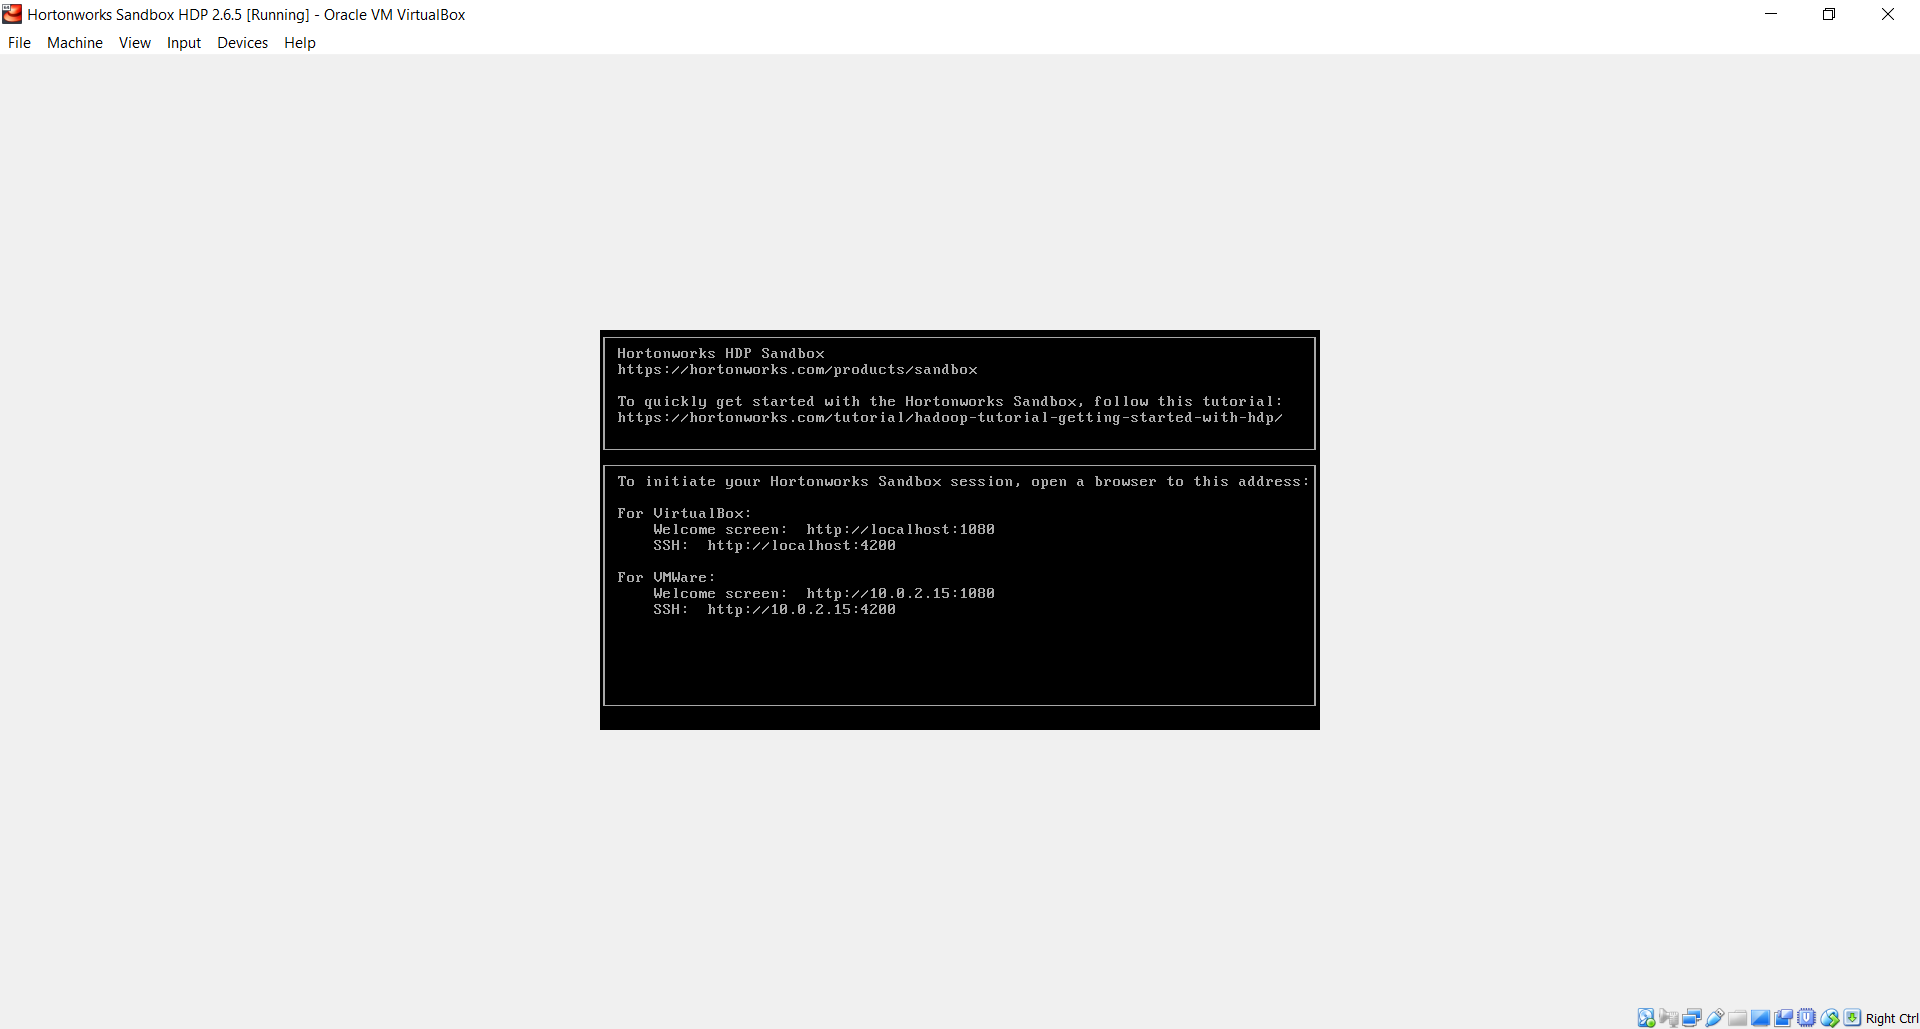 Hortonworks Sandbox HDP 2.6.5 [Running] - Oracle VM VirtualBox
File Machine View Input Devices Help
Hortonworks HDP Sandbox
https://hortonworks.com/products/sandbox
To quickly get started with the Hortonworks Sandbox, follow this tutorial:
https://hortonworks.com/tutorial/hadoop-tutorial-getting-started-with-hdp/
To initiate your Hortonworks Sandbox session, open a browser to this address:
For VirtualBox:
Welcome screen: http://localhost:1080
SSH: http://localhost:4200
For VMWare:
Welcome screen: http://10.0.2.15:1080
SSH: http://10.0.2.15:4200
Right Ctrl